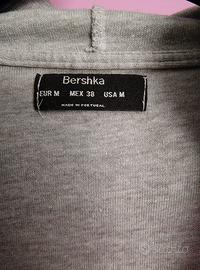 Bershka
EUR M MEX 38 USA M
MADE IN PORTUGAL